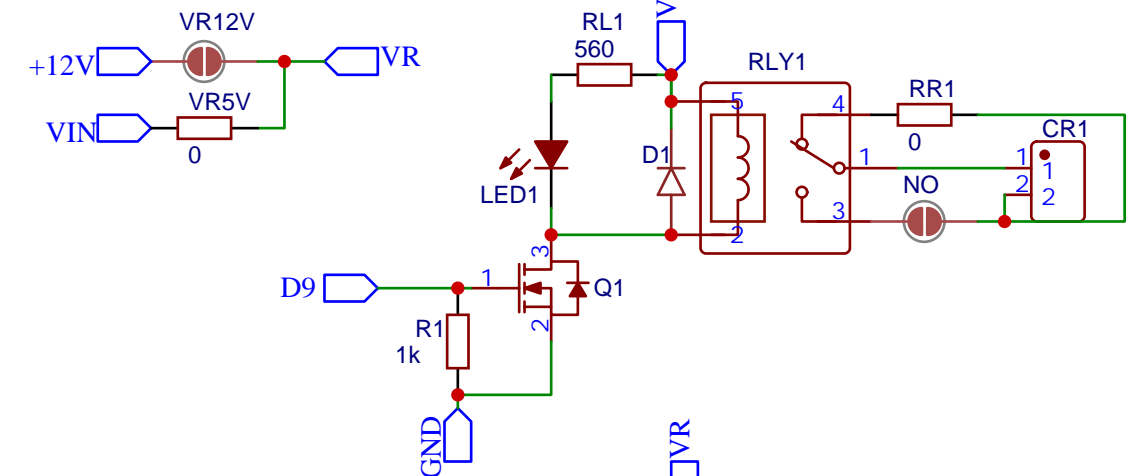 VR12V
+12V
VR
VR5V
VIN
0
RL1
560
V
RLY1
5
4
RR1
0
CR1
D1
1
1
1
2
2
LED1
NO
3
2
3
D9
1
Q1
R1
1k
2
GND
VR